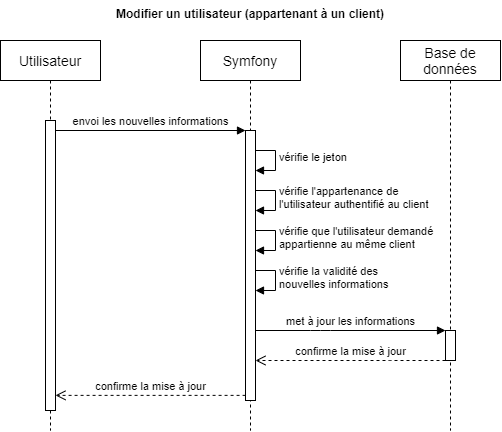 Modifier un utilisateur (appartenant à un client)
Utilisateur
Symfony
Base de
données
envoi les nouvelles informations
vérifie le jeton
vérifie l'appartenance de
l'utilisateur authentifié au client
vérifie que l'utilisateur demandé
appartienne au même client
vérifie la validité des
nouvelles informations
met à jour les informations
confirme la mise à jour
confirme la mise à jour